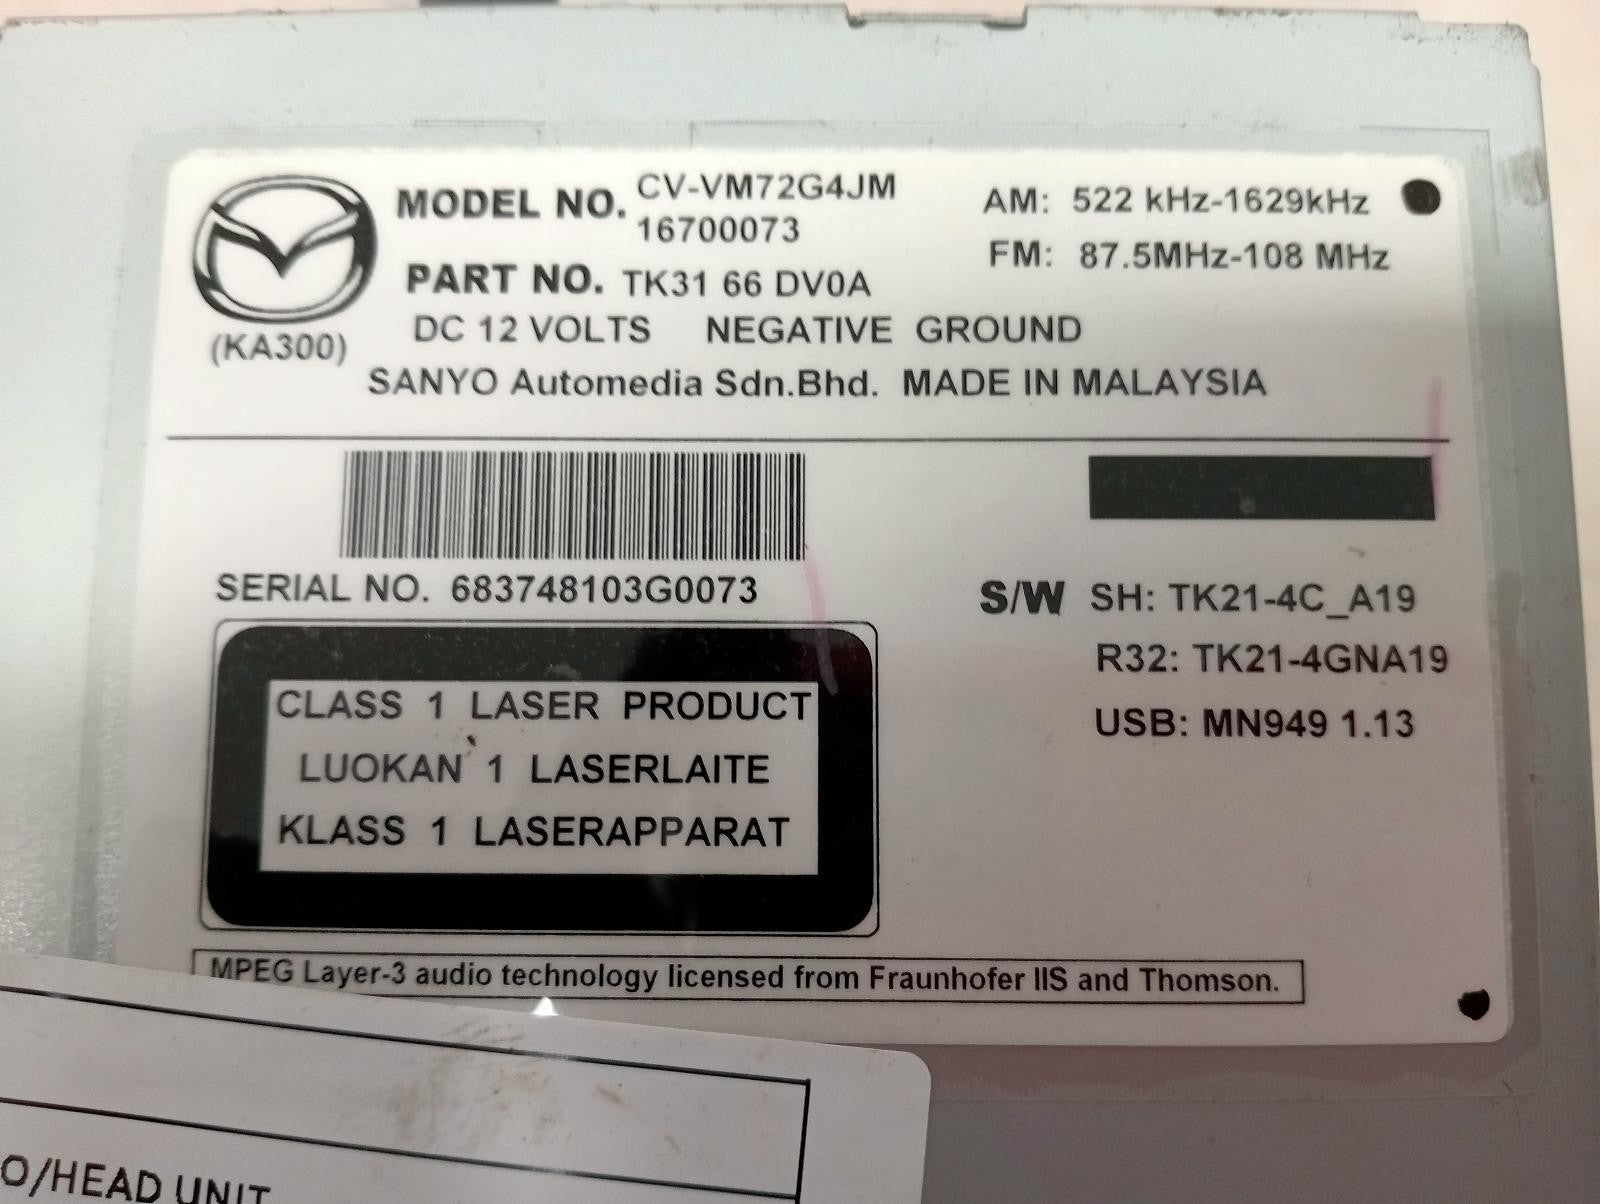 MODEL NO. CV-VM72G4JM
16700073
AM: 522 kHz-1629kHz
FM: 87.5MHz-108 MHz
PART NO. TK31 66 DV0A
(KA300)
DC 12 VOLTS NEGATIVE GROUND
SANYO Automedia Sdn.Bhd. MADE IN MALAYSIA
SERIAL NO. 683748103G0073
S/W SH: TK21-4C_A19
R32: TK21-4GNA19
USB: MN949 1.13
CLASS 1 LASER PRODUCT
LUOKAN 1 LASERLAITE
KLASS 1 LASERAPPARAT
MPEG Layer-3 audio technology licensed from Fraunhofer IIS and Thomson.
O/HEAD UNIT